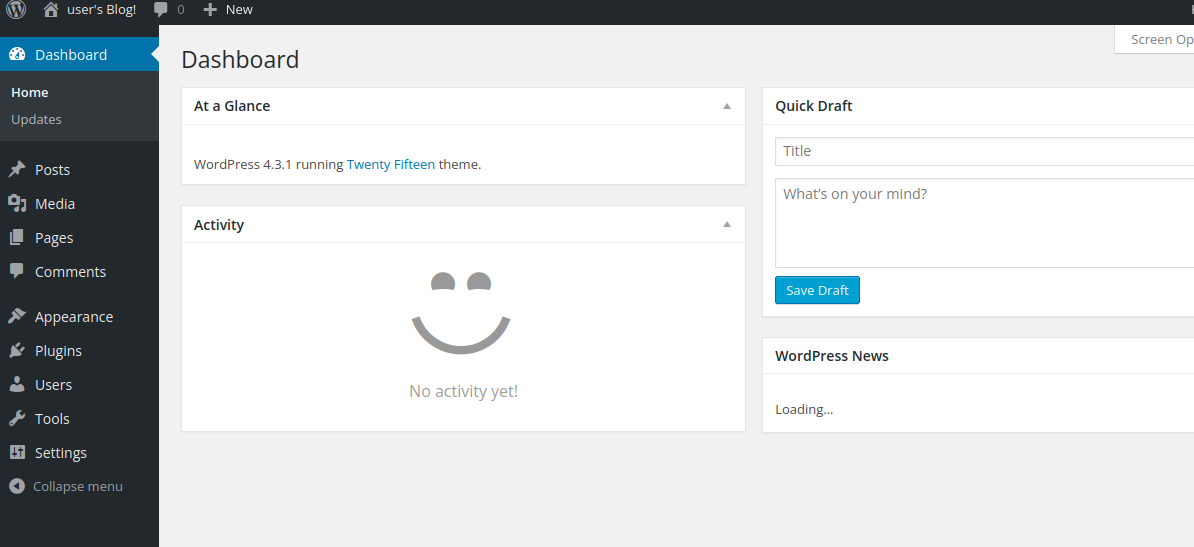 user's Blog! 0 New
Screen Op
Dashboard
Home
Updates
Posts
Media
Pages
Comments
Appearance
Plugins
Users
Tools
Settings
Collapse menu
Dashboard
At a Glance
WordPress 4.3.1 running Twenty Fifteen theme.
Activity
No activity yet!
Quick Draft
Title
What's on your mind?
Save Draft
WordPress News
Loading...